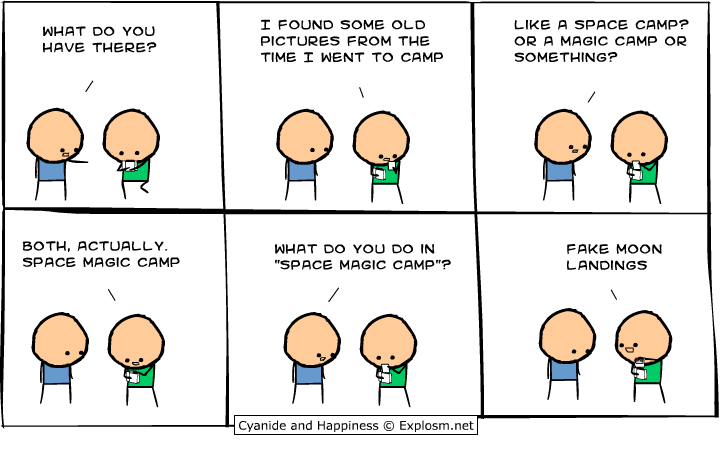 WHAT DO YOU
HAVE THERE?
I FOUND SOME OLD
PICTURES FROM THE
TIME I WENT TO CAMP
LIKE A SPACE CAMP?
OR A MAGIC CAMP OR
SOMETHING?
BOTH, ACTUALLY.
SPACE MAGIC CAMP
WHAT DO YOU DO IN
"SPACE MAGIC CAMP"?
FAKE MOON
LANDINGS
Cyanide and Happiness © Explosm.net